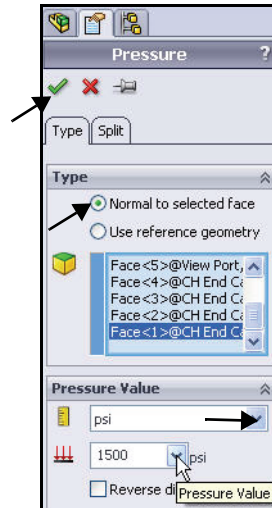 Pressure ?
Type Split
Type
Normal to selected face
Use reference geometry
Face<5>@View Port,
Face<4>@CH End Ca
Face<3>@CH End Ca
Face<2>@CH End Ca
Face<1>@CH End Ca
Pressure Value
psi
1500 psi
Reverse di
Pressure Value